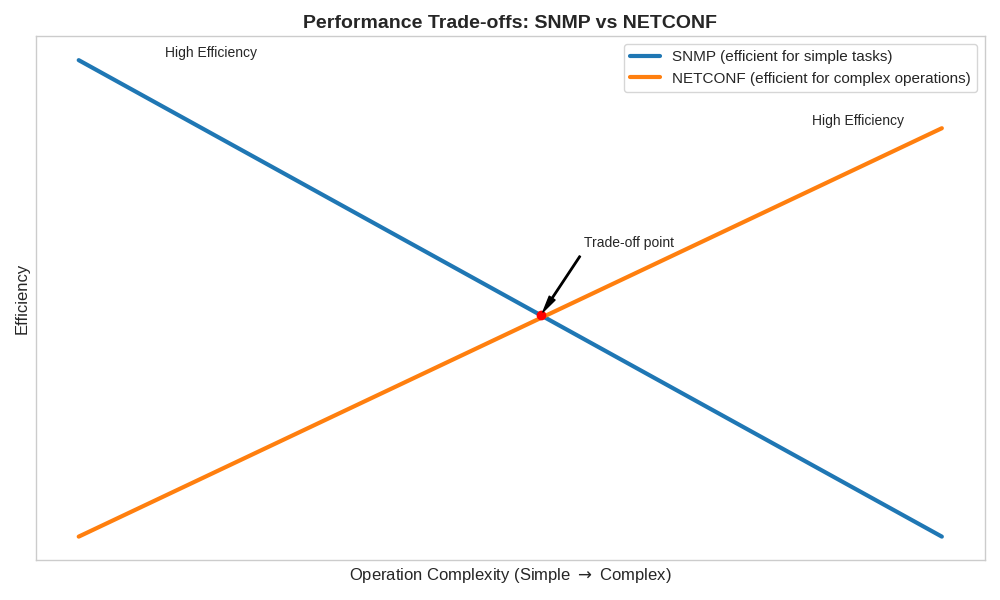 Performance Trade-offs: SNMP vs NETCONF
High Efficiency
SNMP (efficient for simple tasks)
NETCONF (efficient for complex operations)
High Efficiency
Trade-off point
Efficiency
Operation Complexity (Simple → Complex)